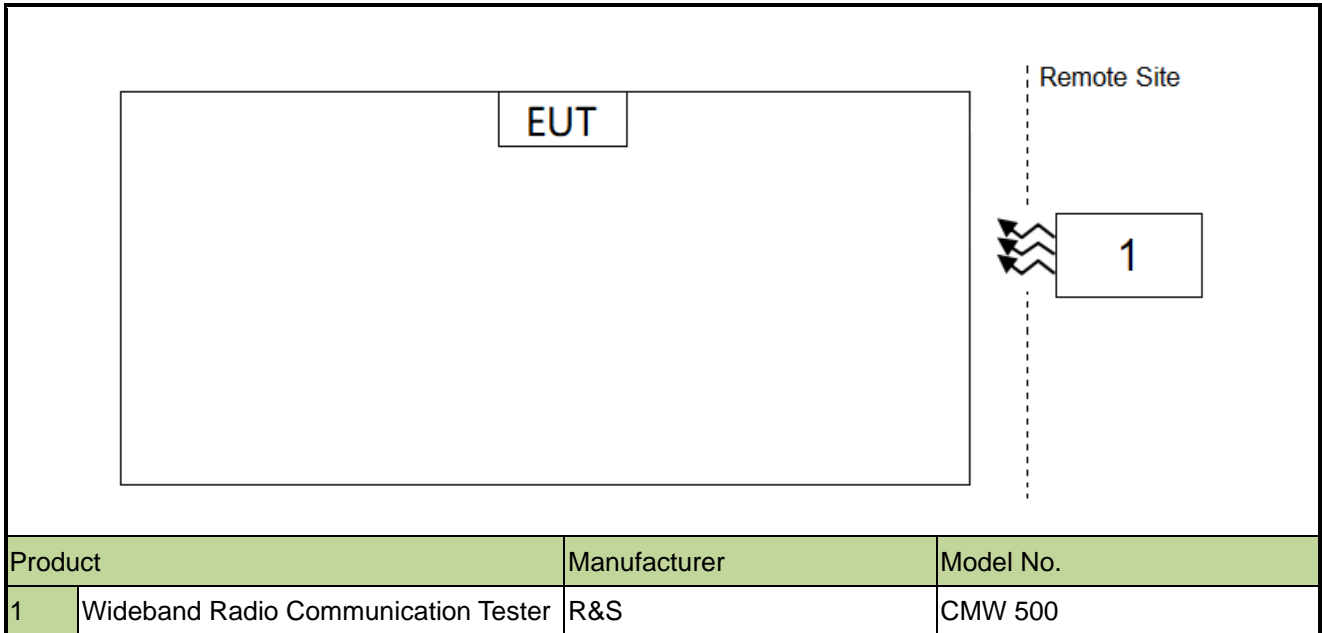 Remote Site
EUT
1
Product Manufacturer Model No.
1 Wideband Radio Communication Tester R&S CMW 500